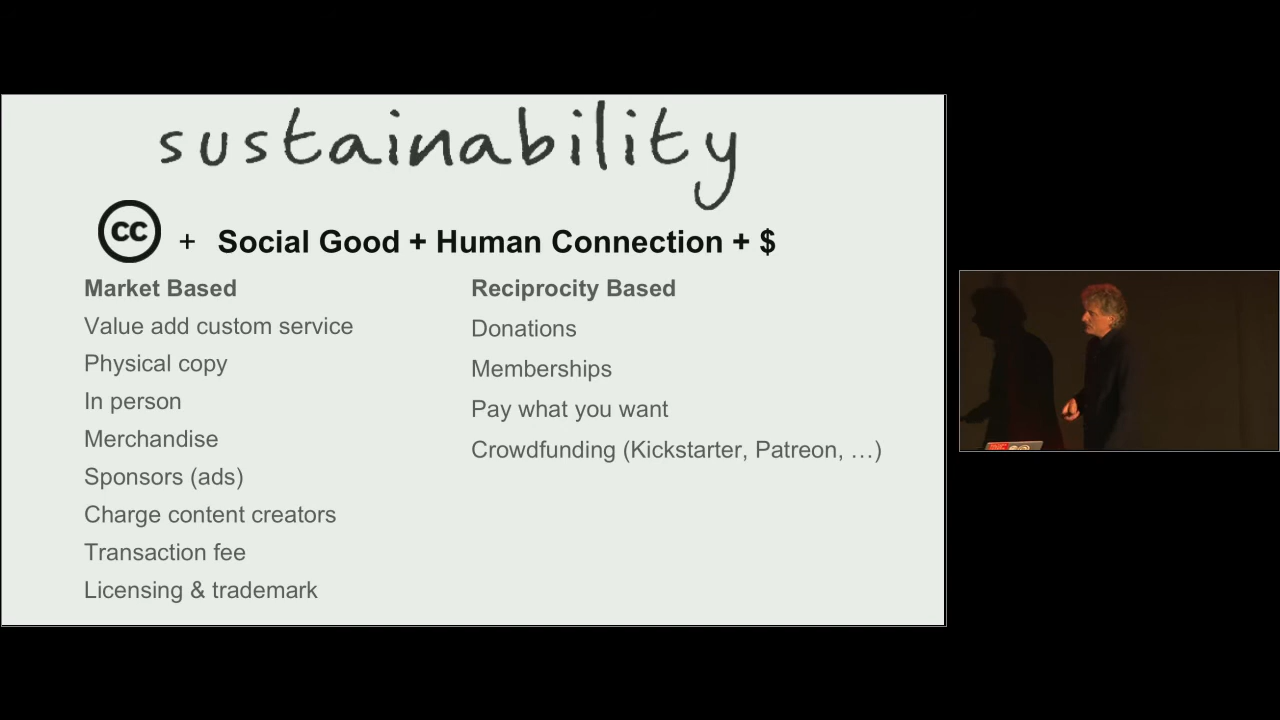 sustainability
cc + Social Good + Human Connection + $
Market Based
Value add custom service
Physical copy
In person
Merchandise
Sponsors (ads)
Charge content creators
Transaction fee
Licensing & trademark
Reciprocity Based
Donations
Memberships
Pay what you want
Crowdfunding (Kickstarter, Patreon, …)